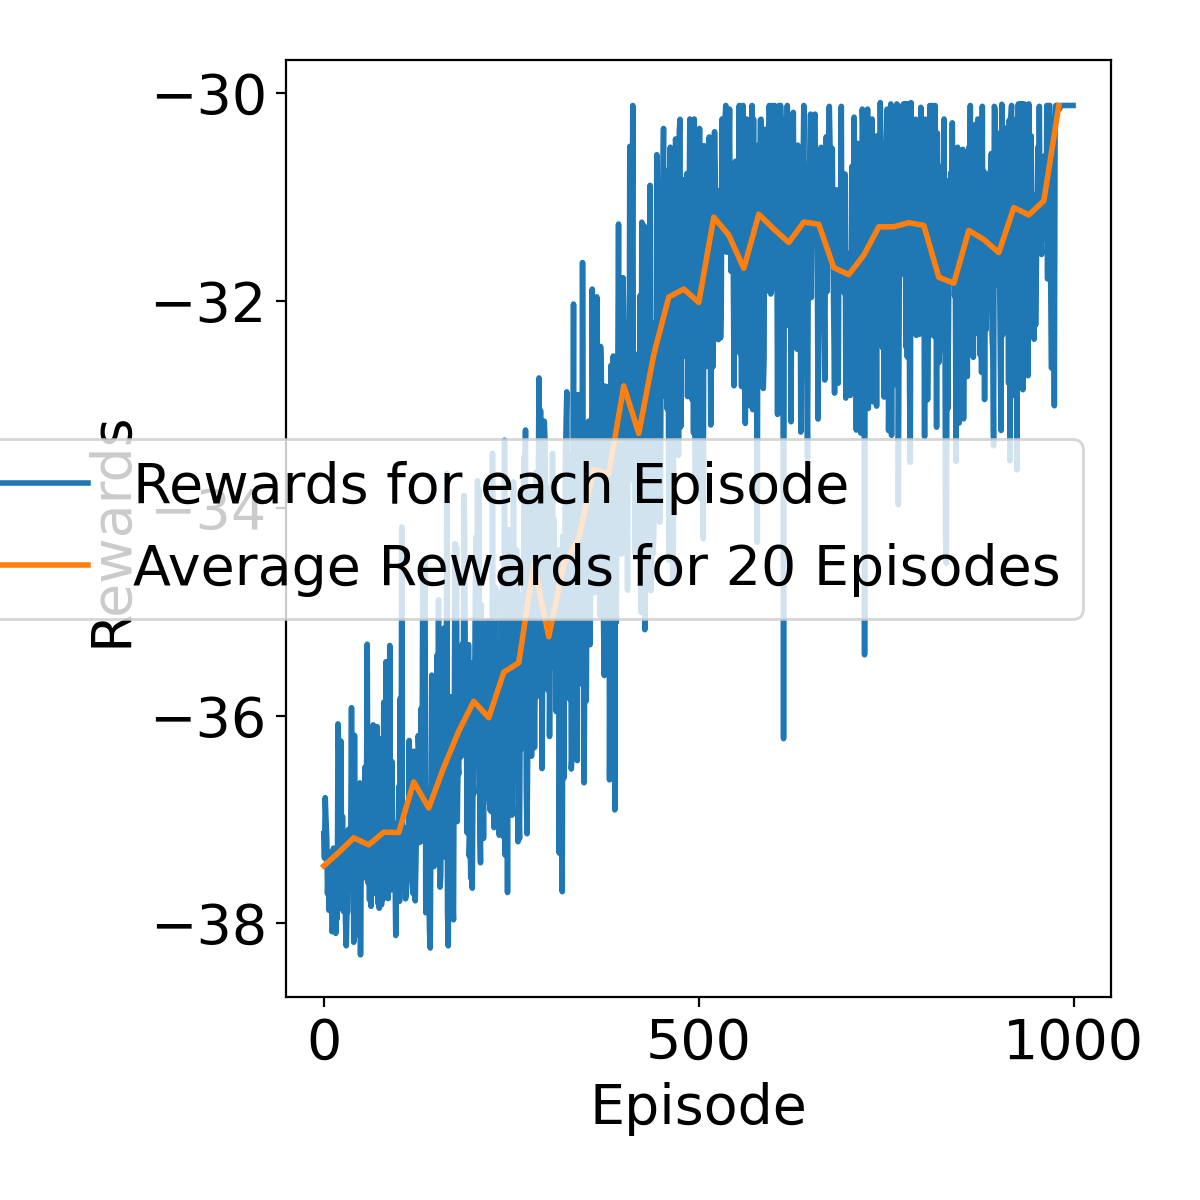 −30
−32
−34
−36
−38
Rewards
Rewards for each Episode
Average Rewards for 20 Episodes
0 500 1000
Episode